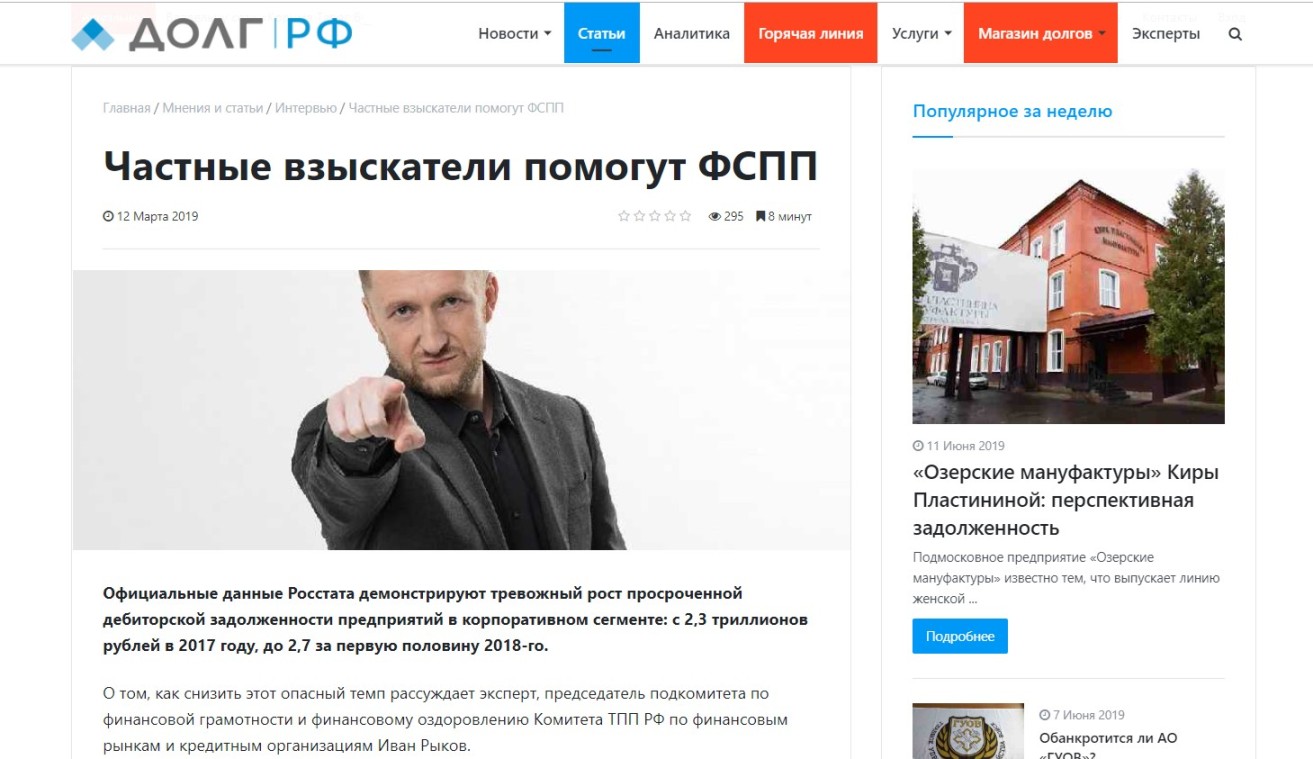 ДОЛГ РФ
Новости
Статьи
Аналитика
Горячая линия
Услуги
Магазин долгов
Эксперты
Главная / Мнения и статьи / Интервью / Частные взыскатели помогут ФСПП
Частные взыскатели помогут ФСПП
12 Марта 2019
295
8 минут
Официальные данные Росстата демонстрируют тревожный рост просроченной
дебиторской задолженности предприятий в корпоративном сегменте: с 2,3 триллионов
рублей в 2017 году, до 2,7 за первую половину 2018-го.
О том, как снизить этот опасный темп рассуждает эксперт, председатель подкомитета по
финансовой грамотности и финансовому оздоровлению Комитета ТПП РФ по финансовым
рынкам и кредитным организациям Иван Рыков.
Популярное за неделю
11 Июня 2019
«Озерские мануфактуры» Киры
Пластининой: перспективная
задолженность
Подмосковное предприятие «Озерские
мануфактуры» известно тем, что выпускает линию
женской ...
Подробнее
ГУОВ
7 Июня 2019
Обанкротится ли АО
«ГУОВ»?